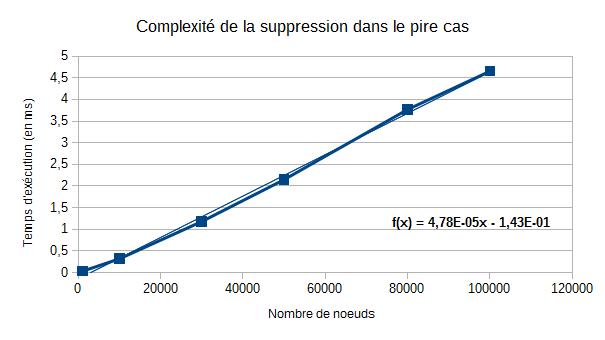 Complexité de la suppression dans le pire cas
Temps d'exécution (en ms)
5
4,5
4
3,5
3
2,5
2
1,5
1
0,5
0
f(x) = 4,78E-05x - 1,43E-01
0 20000 40000 60000 80000 100000 120000
Nombre de noeuds